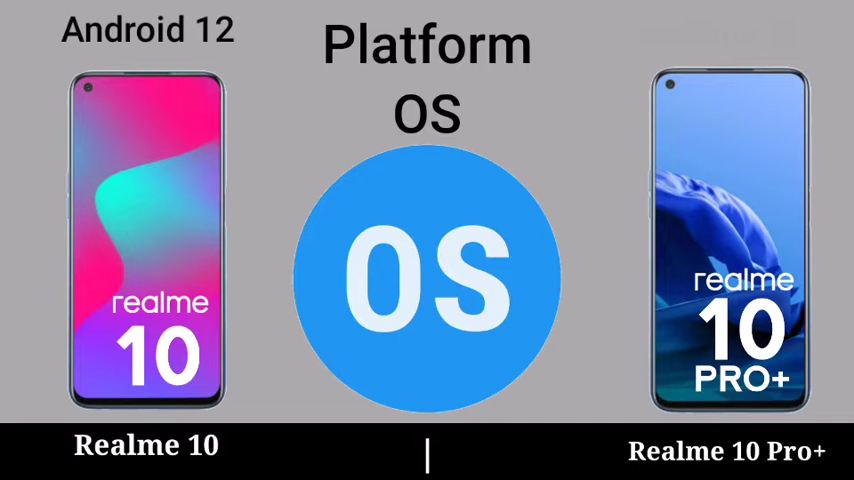 Android 12
Platform
OS
OS
realme
10
realme
10
PRO+
Realme 10
|
Realme 10 Pro+